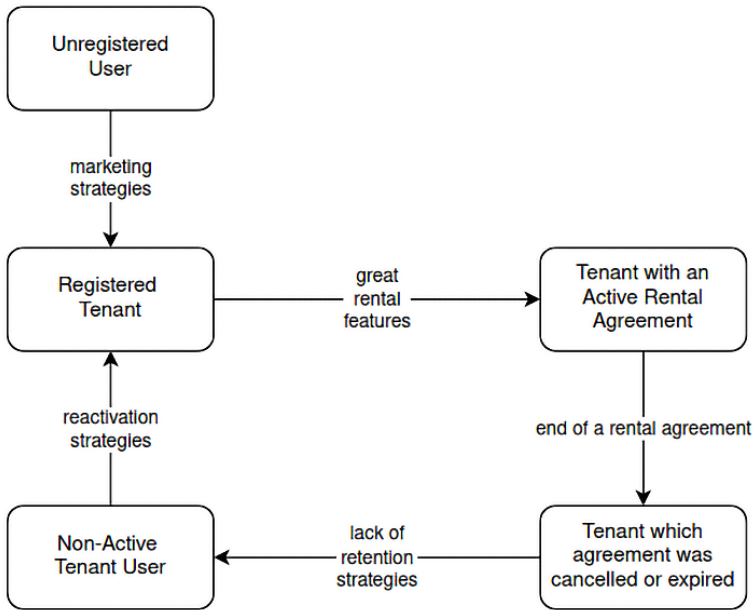 Unregistered
User
marketing
strategies
Registered
Tenant
great
rental
features
Tenant with an
Active Rental
Agreement
reactivation
strategies
end of a rental agreement
Non-Active
Tenant User
lack of
retention
strategies
Tenant which
agreement was
cancelled or expired